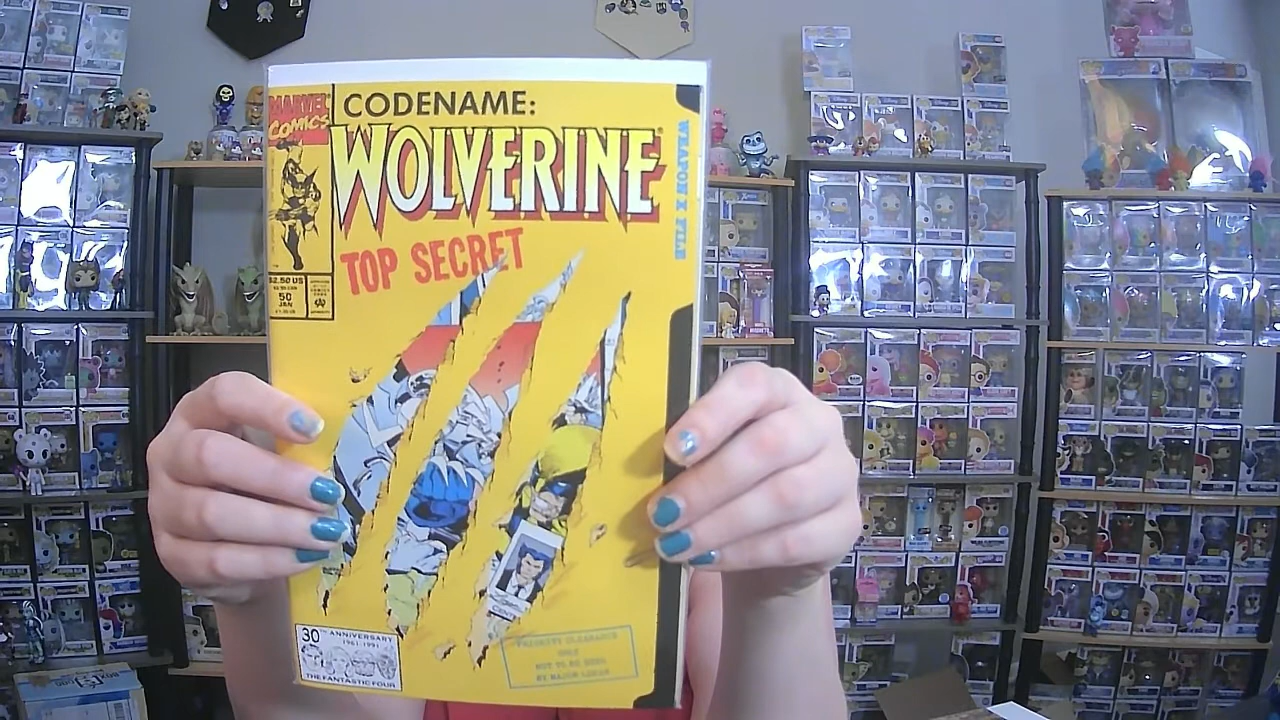 MARVEL
COMICS
CODENAME:
WOLVERINE
TOP SECRET
WEAPON X FILE
$2.50 US
50
JAN
30TH ANNIVERSARY
1961-1991
THE FANTASTIC FOUR
PRIORITY CLEARANCE
ONLY
NOT TO BE SEEN
BY MAJOR LOGAN